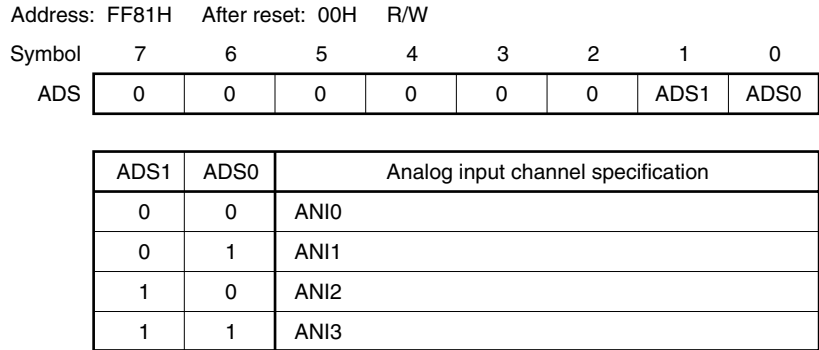 Address: FF81H After reset: 00H R/W
Symbol 7 6 5 4 3 2 1 0
ADS 0 0 0 0 0 0 ADS1 ADS0
ADS1 ADS0 Analog input channel specification
0 0 ANI0
0 1 ANI1
1 0 ANI2
1 1 ANI3